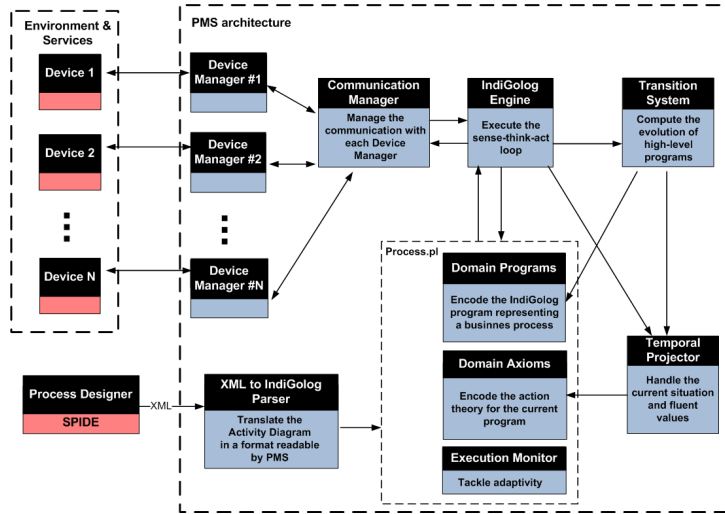 Environment &
Services
PMS architecture
Device 1
Device
Manager #1
Communication
Manager
Manage the
communication with
each Device
Manager
IndiGolog
Engine
Execute the
sense-think-act
loop
Transition
System
Compute the
evolution of
high-level
programs
Device 2
Device
Manager #2
Device N
Device
Manager #N
Process.pl
Domain Programs
Encode the IndiGolog
program representing
a businnes process
Domain Axioms
Encode the action
theory for the current
program
Execution Monitor
Tackle adaptivity
Temporal
Projector
Handle the
current situation
and fluent
values
Process Designer
SPIDE
XML
XML to IndiGolog
Parser
Translate the
Activity Diagram
in a format readable
by PMS